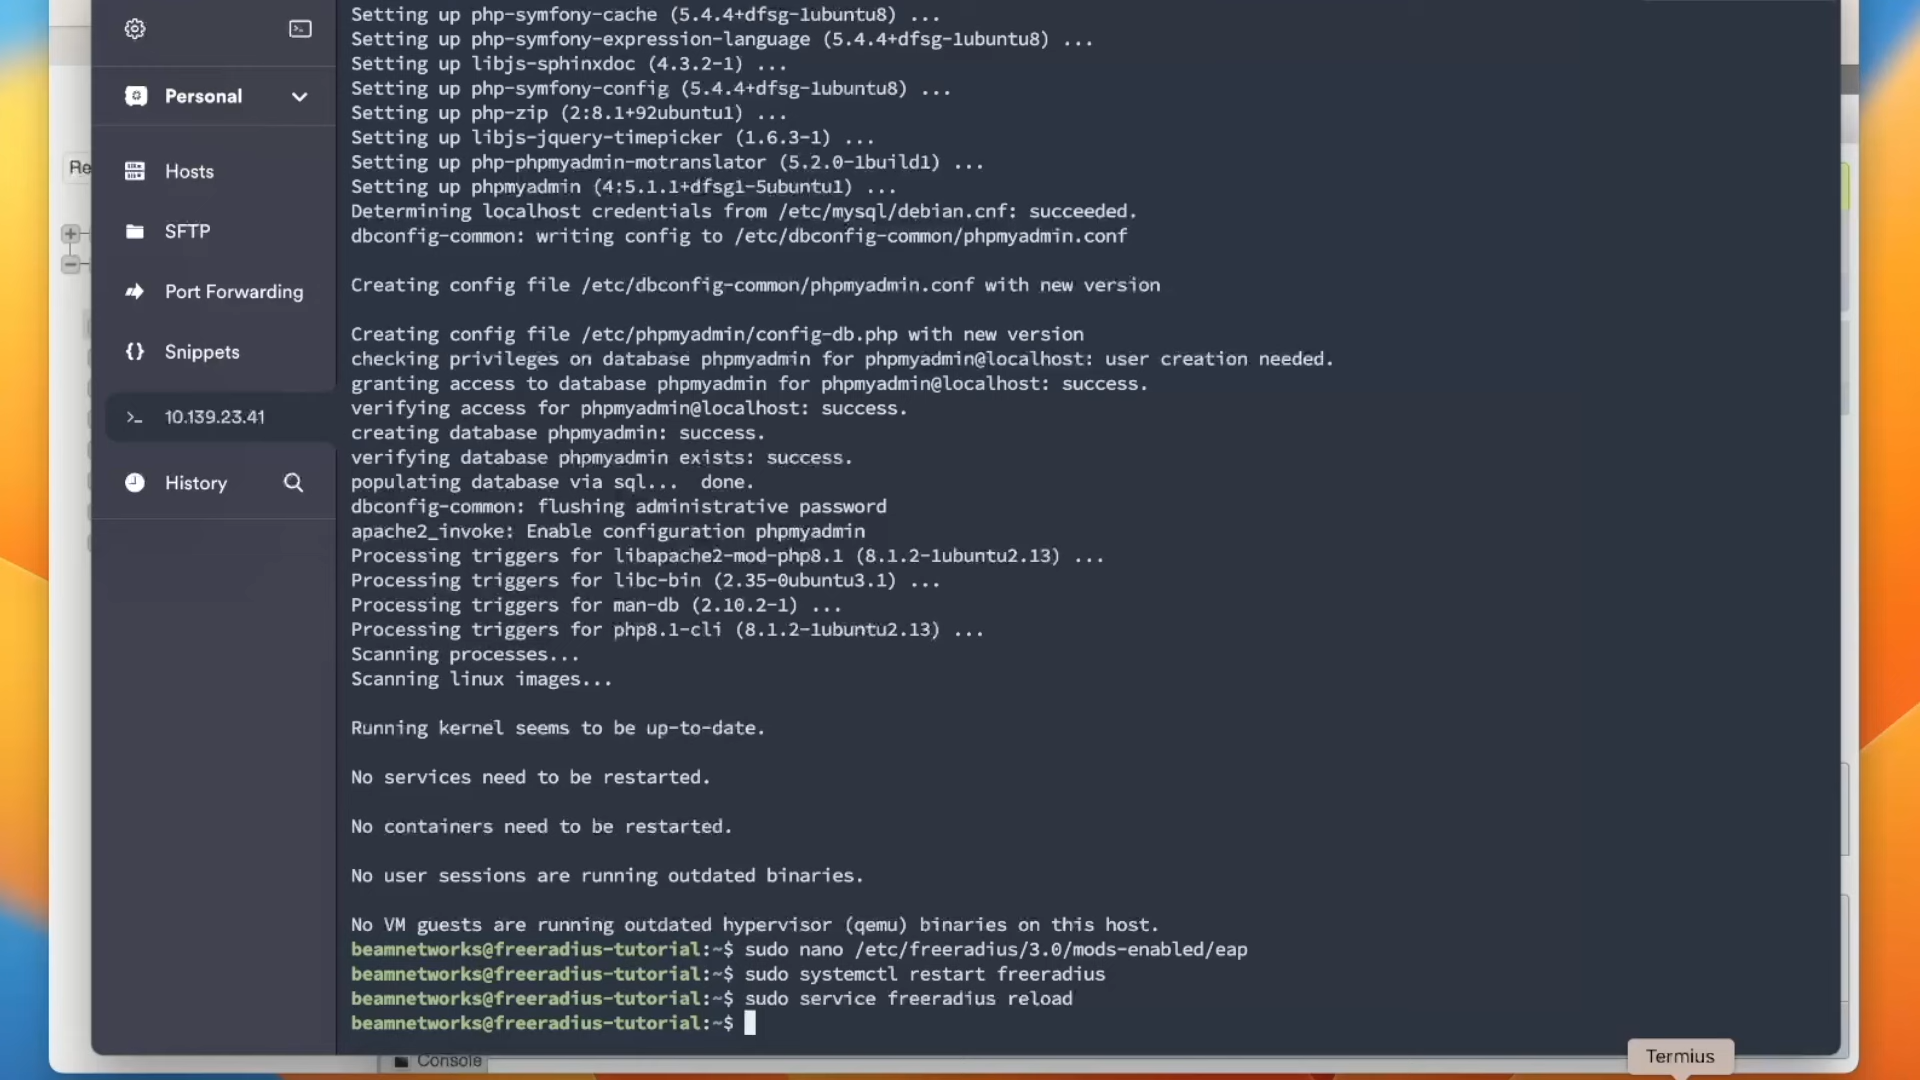 Personal
Hosts
SFTP
Port Forwarding
Snippets
10.139.23.41
History
Re
Setting up php-symfony-cache (5.4.4+dfsg-1ubuntu8) ...
Setting up php-symfony-expression-language (5.4.4+dfsg-1ubuntu8) ...
Setting up libjs-sphinxdoc (4.3.2-1) ...
Setting up php-symfony-config (5.4.4+dfsg-1ubuntu8) ...
Setting up php-zip (2:8.1+92ubuntu1) ...
Setting up libjs-jquery-timepicker (1.6.3-1) ...
Setting up php-phpmyadmin-motranslator (5.2.0-1build1) ...
Setting up phpmyadmin (4:5.1.1+dfsg1-5ubuntu1) ...
Determining localhost credentials from /etc/mysql/debian.cnf: succeeded.
dbconfig-common: writing config to /etc/dbconfig-common/phpmyadmin.conf
Creating config file /etc/dbconfig-common/phpmyadmin.conf with new version
Creating config file /etc/phpmyadmin/config-db.php with new version
checking privileges on database phpmyadmin for phpmyadmin@localhost: user creation needed.
granting access to database phpmyadmin for phpmyadmin@localhost: success.
verifying access for phpmyadmin@localhost: success.
creating database phpmyadmin: success.
verifying database phpmyadmin exists: success.
populating database via sql...  done.
dbconfig-common: flushing administrative password
apache2_invoke: Enable configuration phpmyadmin
Processing triggers for libapache2-mod-php8.1 (8.1.2-1ubuntu2.13) ...
Processing triggers for libc-bin (2.35-0ubuntu3.1) ...
Processing triggers for man-db (2.10.2-1) ...
Processing triggers for php8.1-cli (8.1.2-1ubuntu2.13) ...
Scanning processes...
Scanning linux images...
Running kernel seems to be up-to-date.
No services need to be restarted.
No containers need to be restarted.
No user sessions are running outdated binaries.
No VM guests are running outdated hypervisor (qemu) binaries on this host.
beamnetworks@freeradius-tutorial:~$ sudo nano /etc/freeradius/3.0/mods-enabled/eap
beamnetworks@freeradius-tutorial:~$ sudo systemctl restart freeradius
beamnetworks@freeradius-tutorial:~$ sudo service freeradius reload
beamnetworks@freeradius-tutorial:~$
Console
Termius